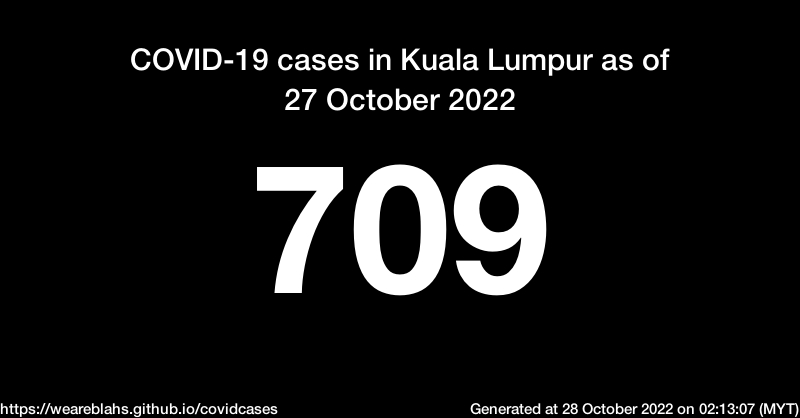 COVID-19 cases in Kuala Lumpur as of
27 October 2022
709
https://weareblahs.github.io/covidcases
Generated at 28 October 2022 on 02:13:07 (MYT)